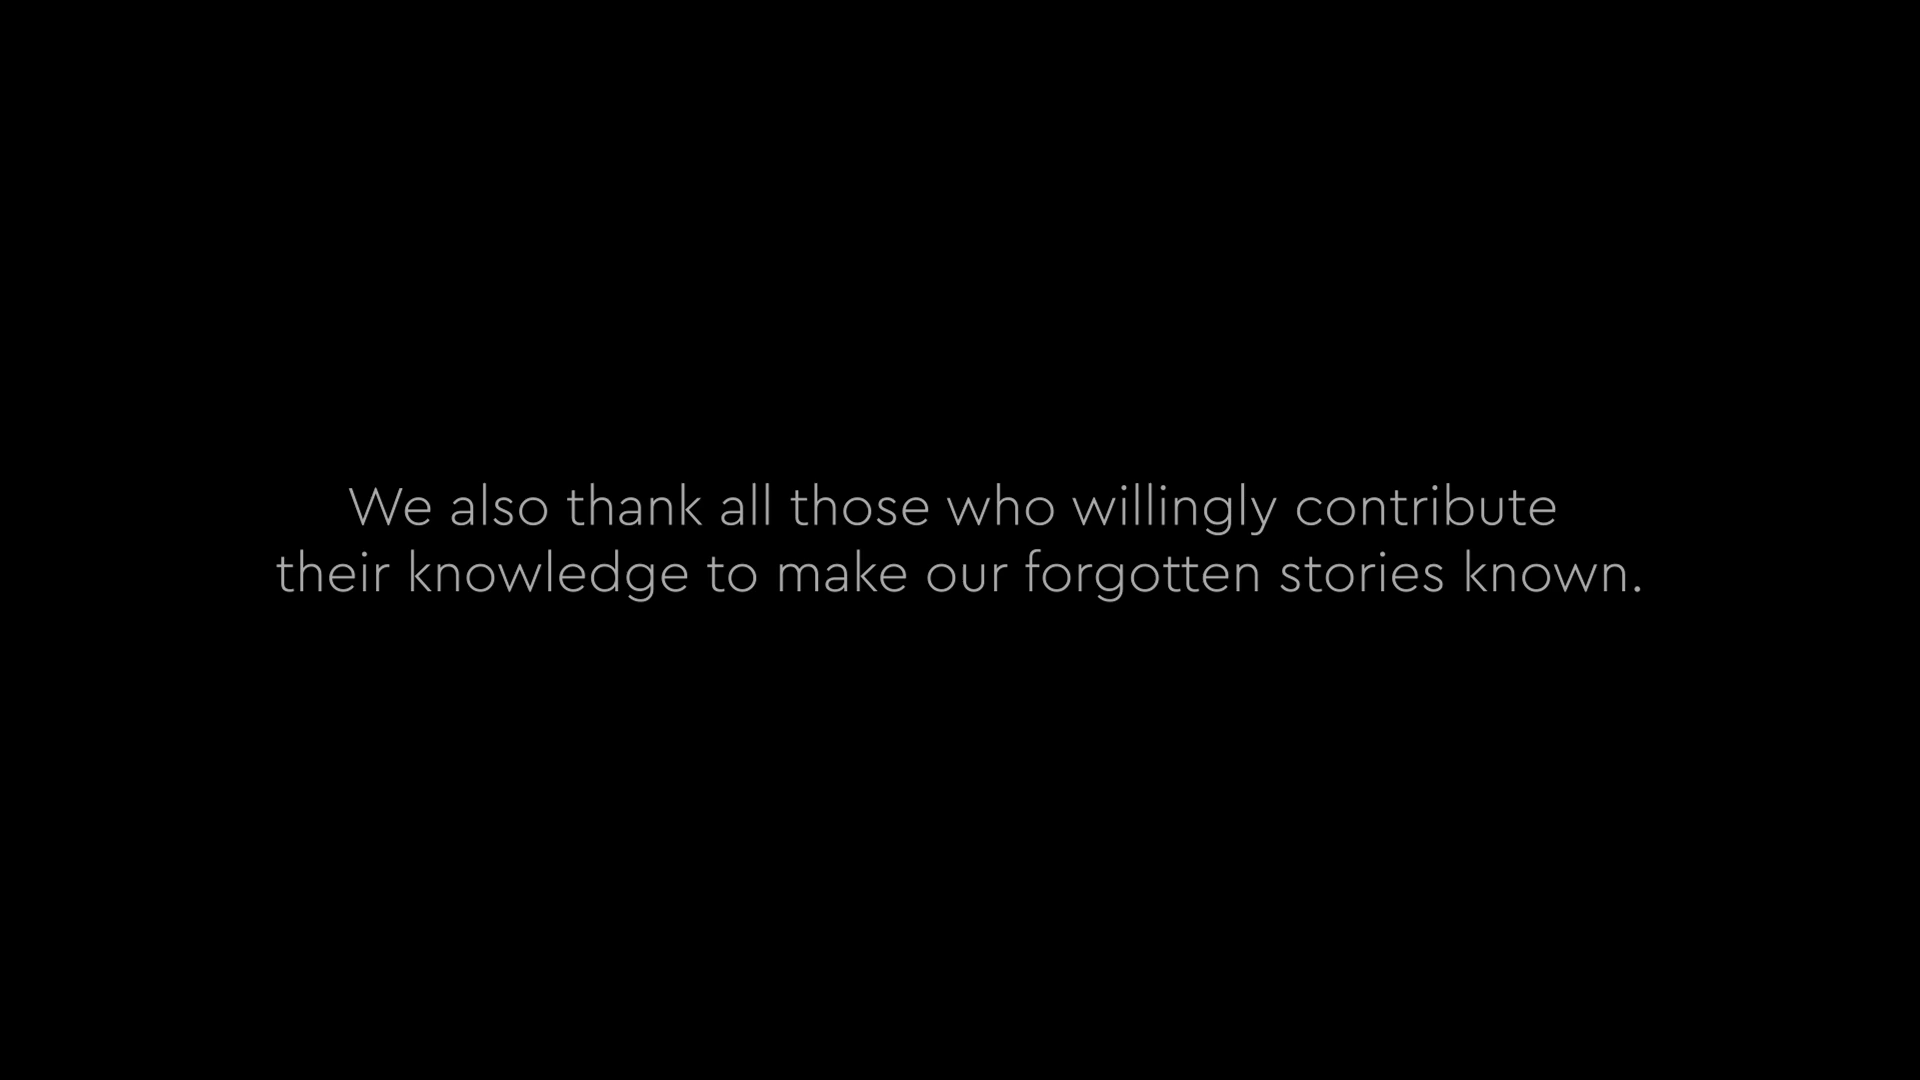 We also thank all those who willingly contribute
their knowledge to make our forgotten stories known.